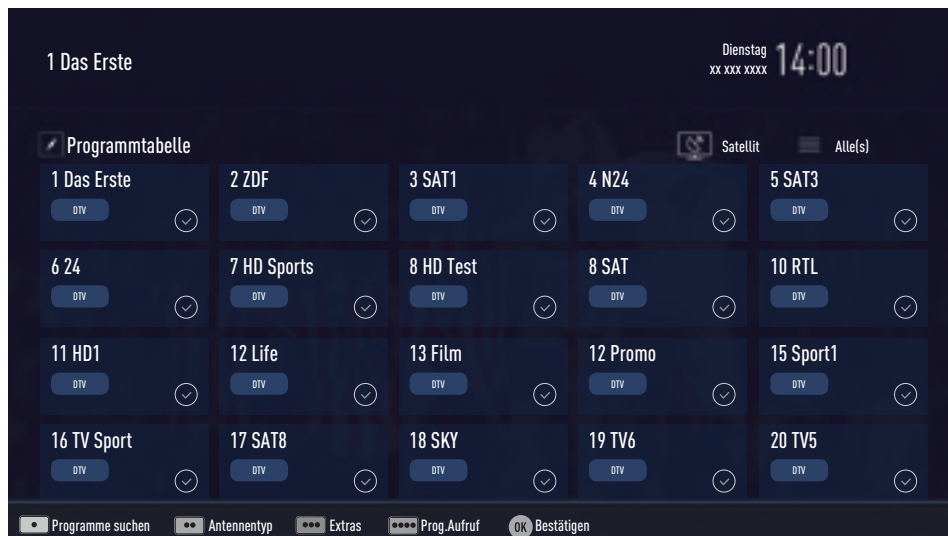 1 Das Erste
Dienstag
xx xxx xxxx
14:00
Programmtabelle
Satellit
Alle(s)
1 Das Erste
DTV
2 ZDF
DTV
3 SAT1
DTV
4 N24
DTV
5 SAT3
DTV
6 24
DTV
7 HD Sports
DTV
8 HD Test
DTV
8 SAT
DTV
10 RTL
DTV
11 HD1
DTV
12 Life
DTV
13 Film
DTV
12 Promo
DTV
15 Sport1
DTV
16 TV Sport
DTV
17 SAT8
DTV
18 SKY
DTV
19 TV6
DTV
20 TV5
DTV
Programme suchen
Antennentyp
Extras
Prog.Aufruf
OK Bestätigen